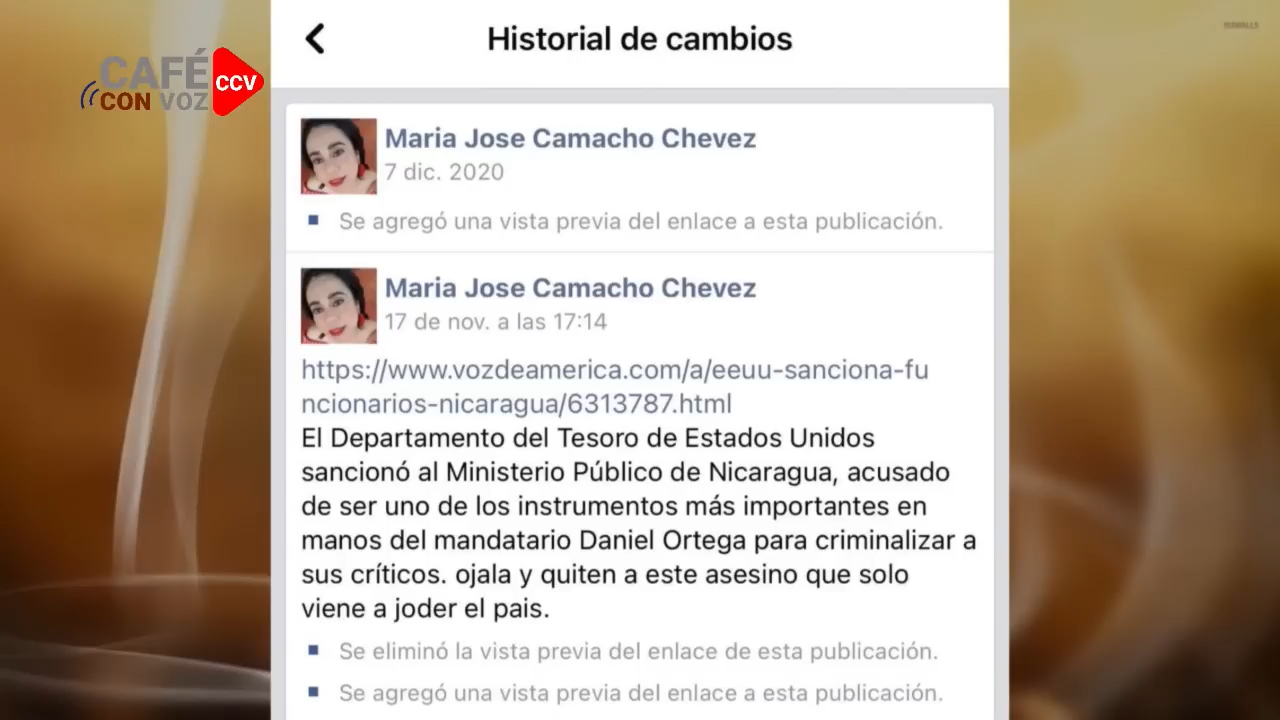 Historial de cambios
CAFÉ
CON VOZ
CCV
Maria Jose Camacho Chevez
7 dic. 2020
Se agregó una vista previa del enlace a esta publicación.
Maria Jose Camacho Chevez
17 de nov. a las 17:14
https://www.vozdeamerica.com/a/eeuu-sanciona-fu
ncionarios-nicaragua/6313787.html
El Departamento del Tesoro de Estados Unidos
sancionó al Ministerio Público de Nicaragua, acusado
de ser uno de los instrumentos más importantes en
manos del mandatario Daniel Ortega para criminalizar a
sus críticos. ojala y quiten a este asesino que solo
viene a joder el pais.
Se eliminó la vista previa del enlace de esta publicación.
Se agregó una vista previa del enlace a esta publicación.